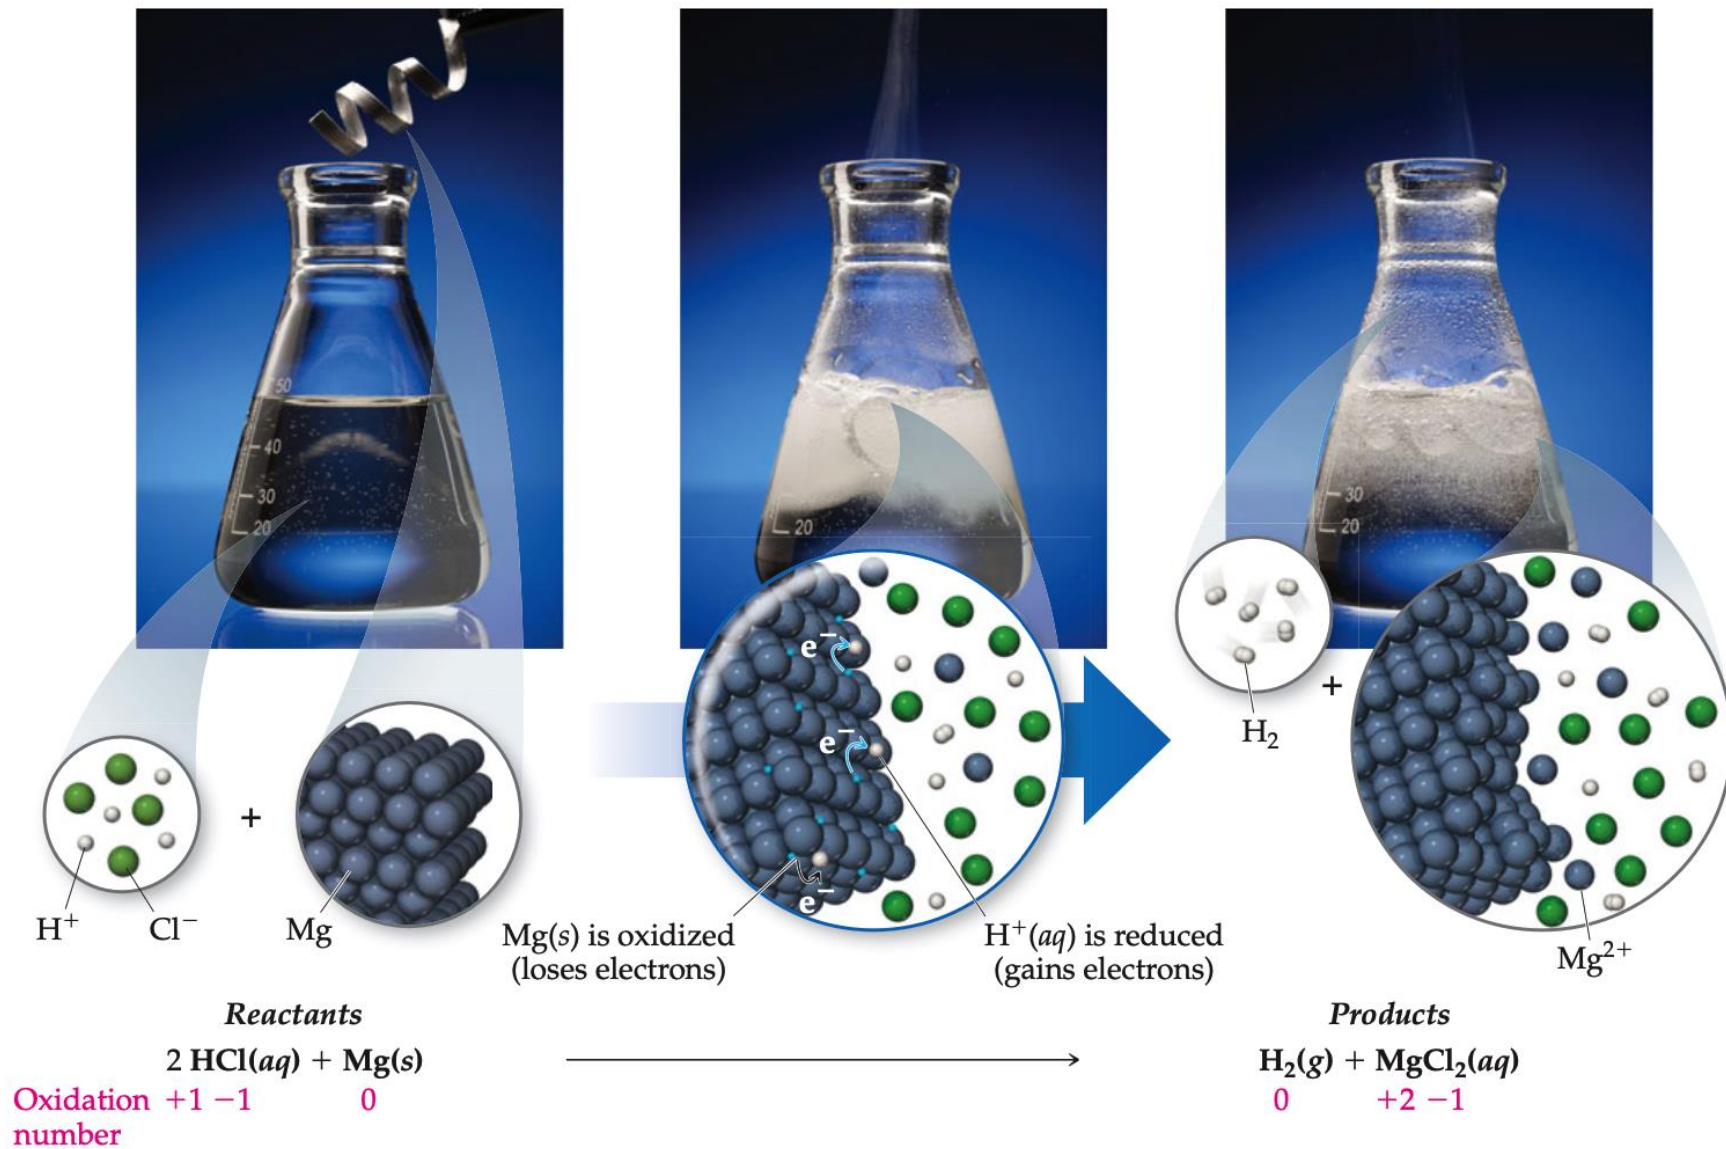 50
40
30
20
20
30
20
e⁻
e⁻
e⁻
H₂
+
+
H⁺
Cl⁻
Mg
Mg(s) is oxidized
(loses electrons)
H⁺(aq) is reduced
(gains electrons)
Mg²⁺
Reactants
2 HCl(aq) + Mg(s)
Oxidation +1 −1 0
number
Products
H₂(g) + MgCl₂(aq)
0 +2 −1